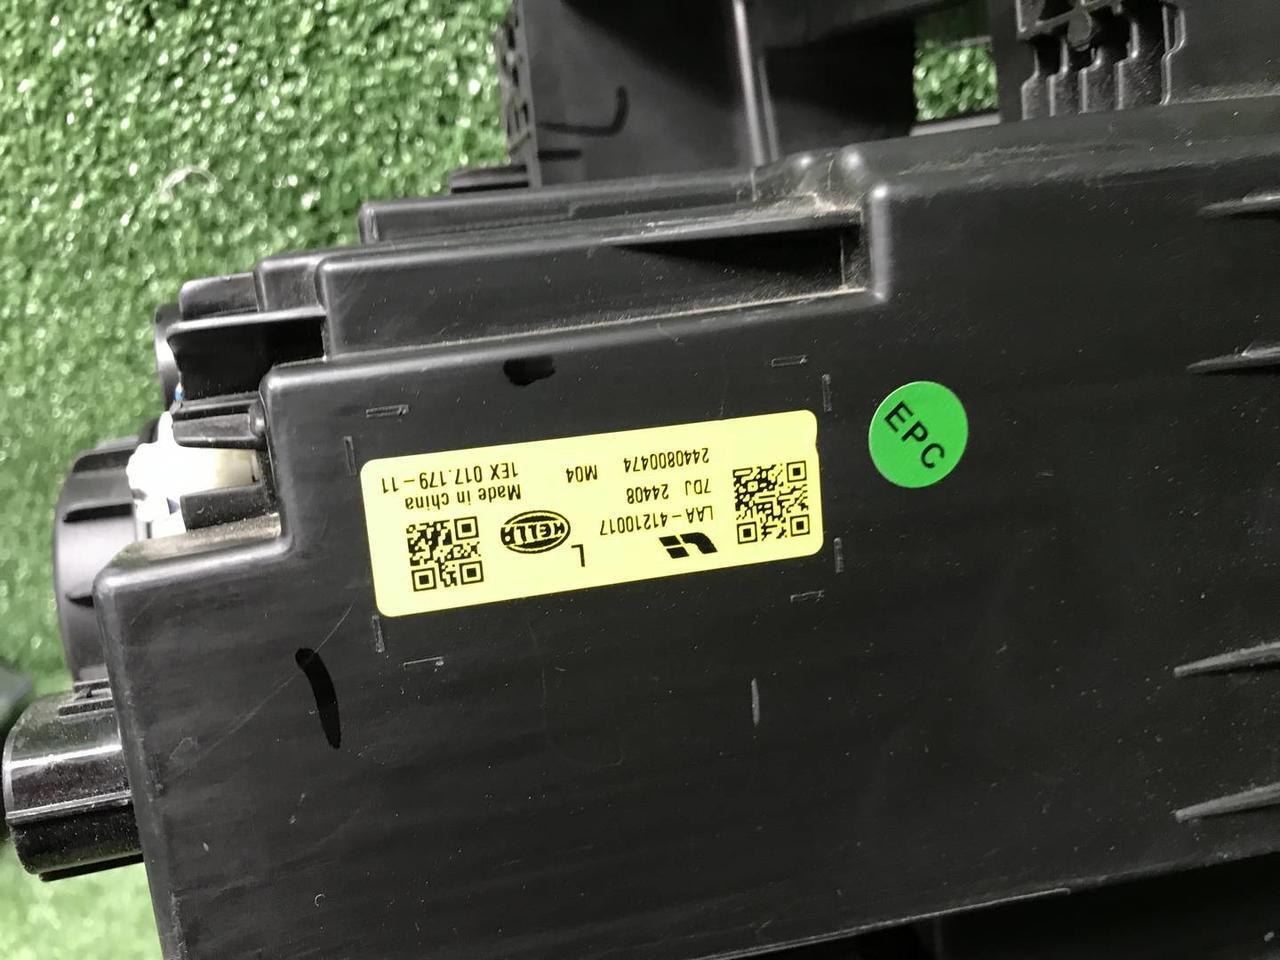 L
HELLA
LAA-41210017
Made in china
7DJ 24408
1EX 017.179-11
M04
2440800474
EPC